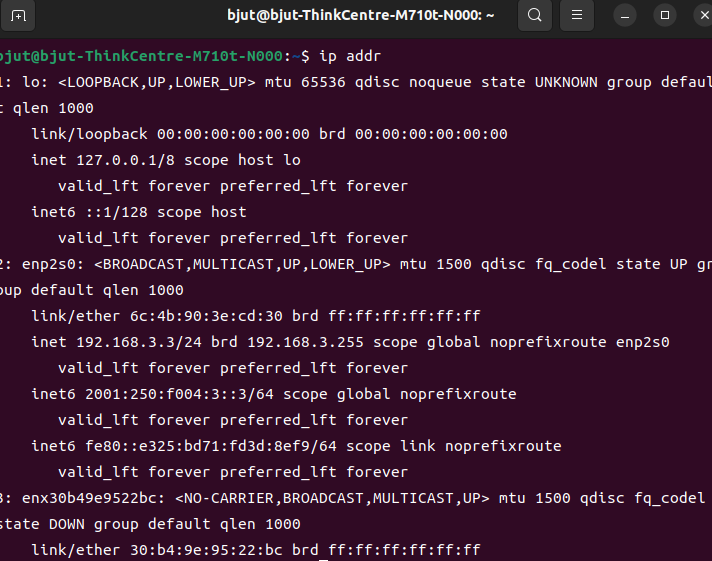 bjut@bjut-ThinkCentre-M710t-N000: ~
bjut@bjut-ThinkCentre-M710t-N000:~$ ip addr
1: lo: <LOOPBACK,UP,LOWER_UP> mtu 65536 qdisc noqueue state UNKNOWN group defaul
t qlen 1000
    link/loopback 00:00:00:00:00:00 brd 00:00:00:00:00:00
    inet 127.0.0.1/8 scope host lo
       valid_lft forever preferred_lft forever
    inet6 ::1/128 scope host
       valid_lft forever preferred_lft forever
2: enp2s0: <BROADCAST,MULTICAST,UP,LOWER_UP> mtu 1500 qdisc fq_codel state UP gr
oup default qlen 1000
    link/ether 6c:4b:90:3e:cd:30 brd ff:ff:ff:ff:ff:ff
    inet 192.168.3.3/24 brd 192.168.3.255 scope global noprefixroute enp2s0
       valid_lft forever preferred_lft forever
    inet6 2001:250:f004:3::3/64 scope global noprefixroute
       valid_lft forever preferred_lft forever
    inet6 fe80::e325:bd71:fd3d:8ef9/64 scope link noprefixroute
       valid_lft forever preferred_lft forever
3: enx30b49e9522bc: <NO-CARRIER,BROADCAST,MULTICAST,UP> mtu 1500 qdisc fq_codel
state DOWN group default qlen 1000
    link/ether 30:b4:9e:95:22:bc brd ff:ff:ff:ff:ff:ff